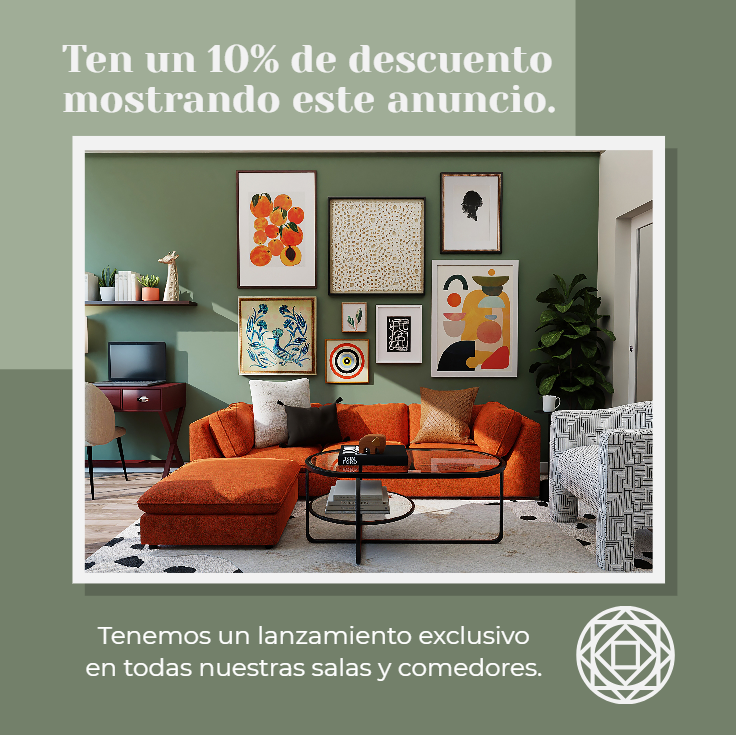 Ten un 10% de descuento
mostrando este anuncio.
Tenemos un lanzamiento exclusivo
en todas nuestras salas y comedores.